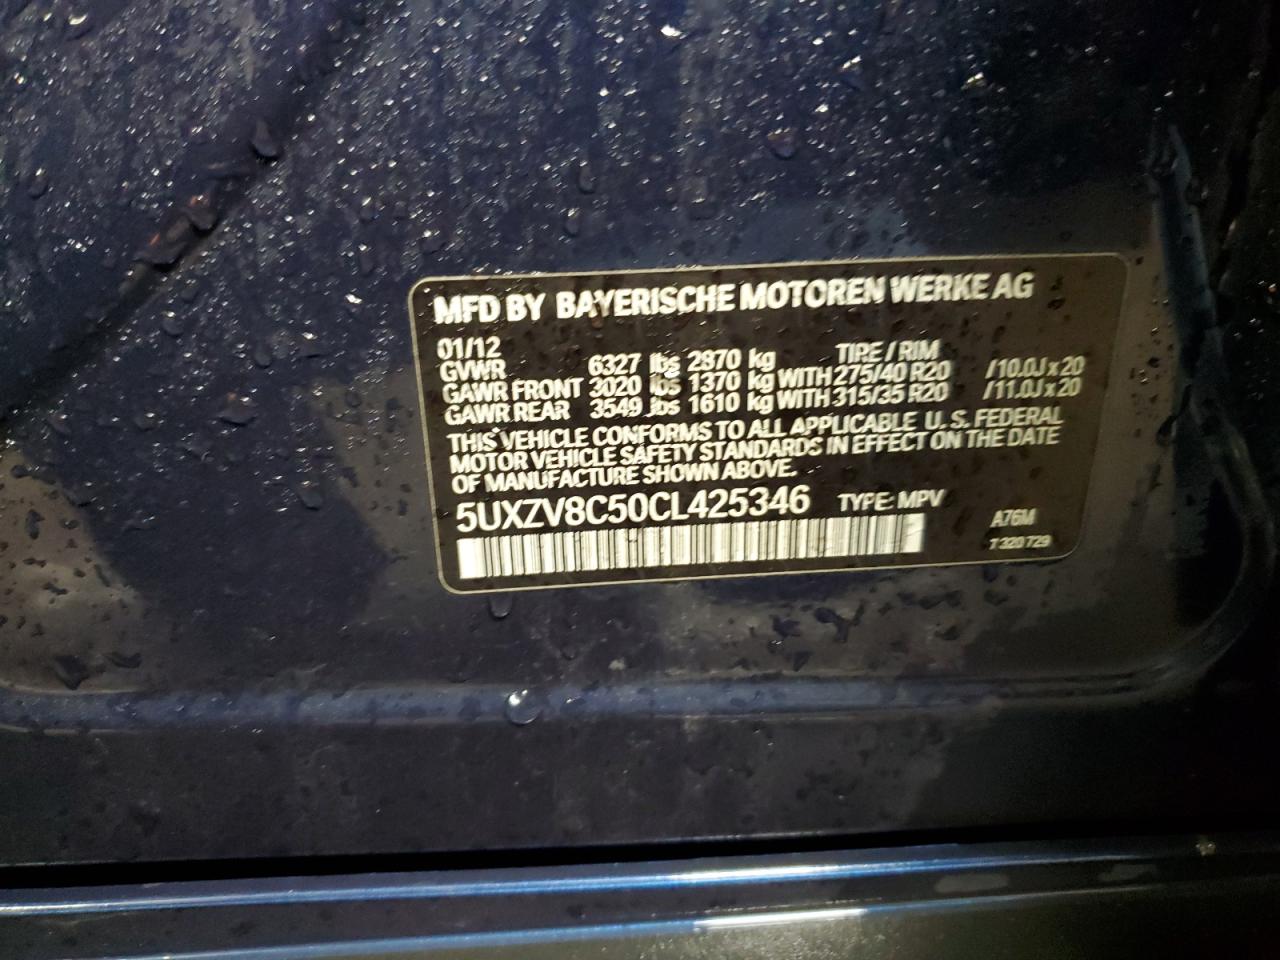 MFD BY BAYERISCHE MOTOREN WERKE AG
01/12 TIRE / RIM
GVWR 6327 lbs 2870 kg
GAWR FRONT 3020 lbs 1370 kg WITH 275/40 R20 /10.0J x 20
GAWR REAR 3549 lbs 1610 kg WITH 315/35 R20 /11.0J x 20
THIS VEHICLE CONFORMS TO ALL APPLICABLE U.S. FEDERAL
MOTOR VEHICLE SAFETY STANDARDS IN EFFECT ON THE DATE
OF MANUFACTURE SHOWN ABOVE.
5UXZV8C50CL425346 TYPE: MPV
A76M
7 320 729